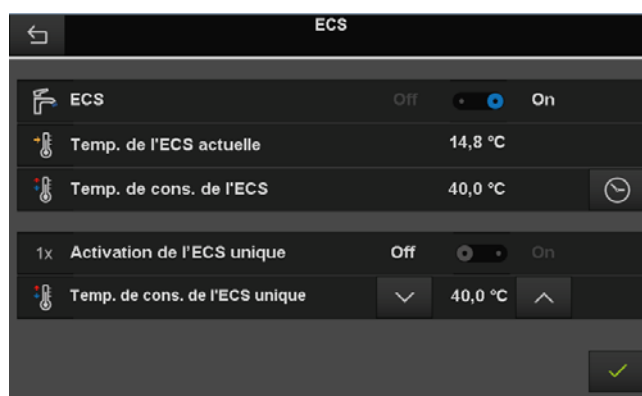 ECS
ECS Off On
Temp. de l'ECS actuelle 14,8 °C
Temp. de cons. de l'ECS 40,0 °C
1x Activation de l'ECS unique Off On
Temp. de cons. de l'ECS unique 40,0 °C